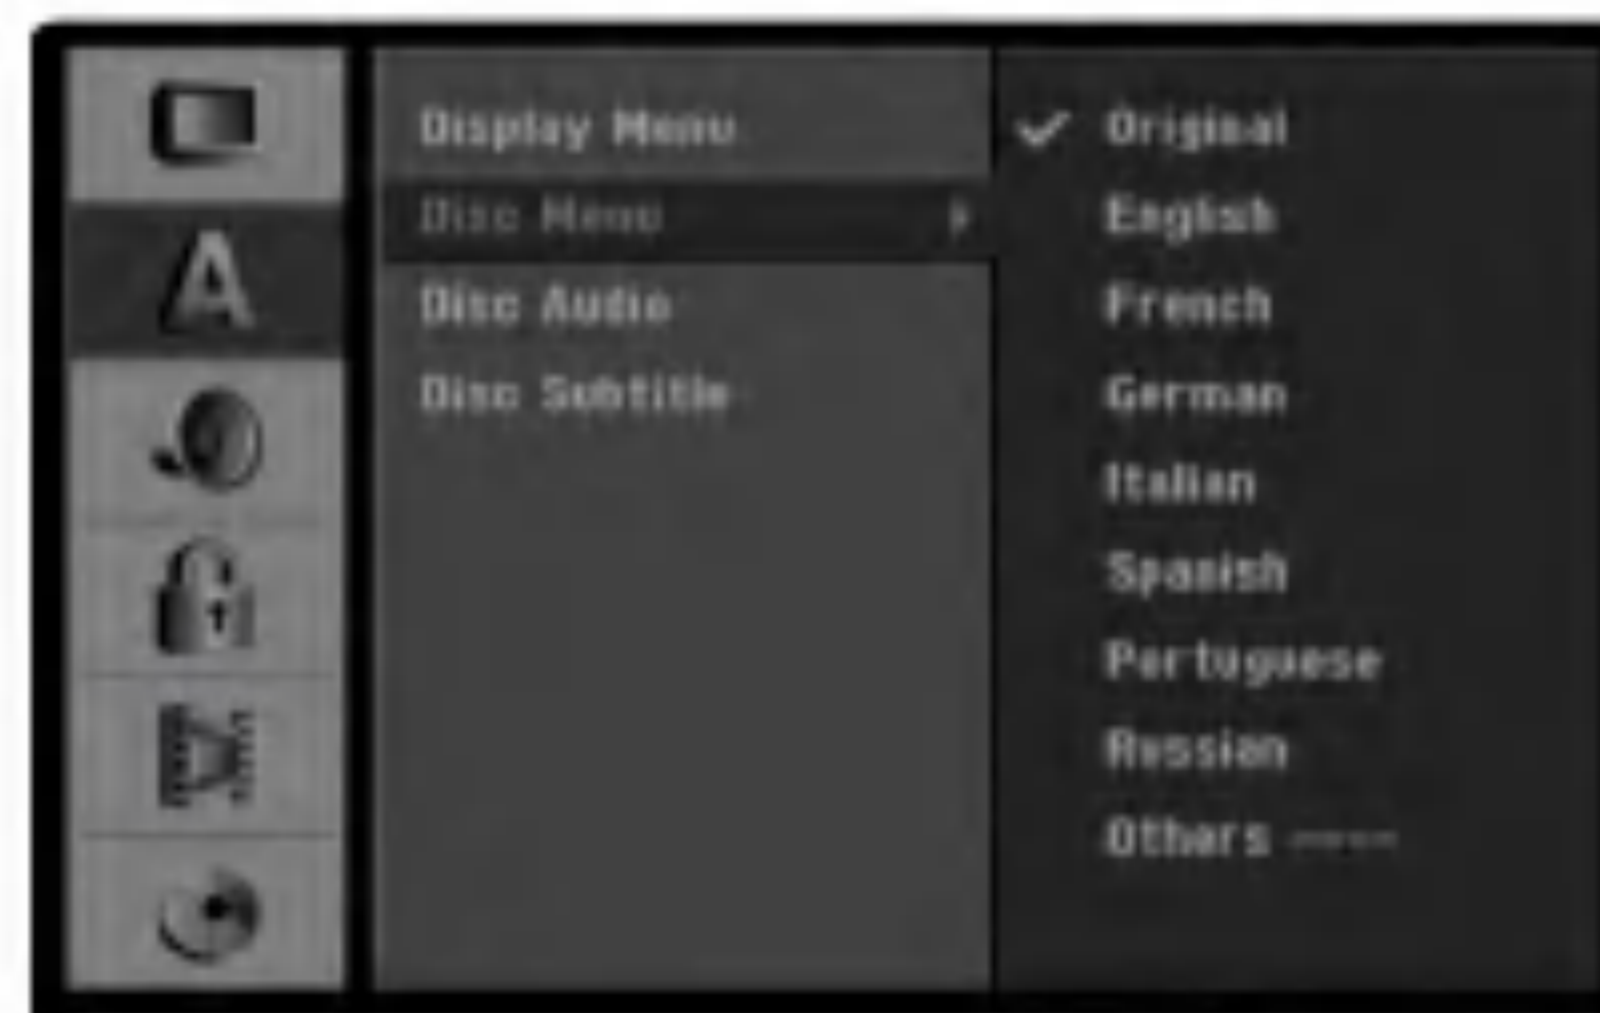 A
Display Menu
Disc Menu
Disc Audio
Disc Subtitle
Original
English
French
German
Italian
Spanish
Portuguese
Russian
Others ----